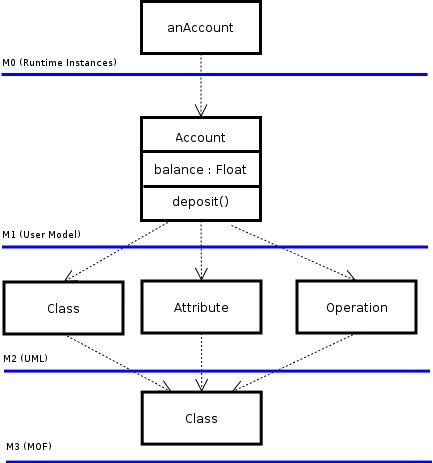 anAccount
M0 (Runtime Instances)
Account
balance : Float
deposit()
M1 (User Model)
Class
Attribute
Operation
M2 (UML)
Class
M3 (MOF)